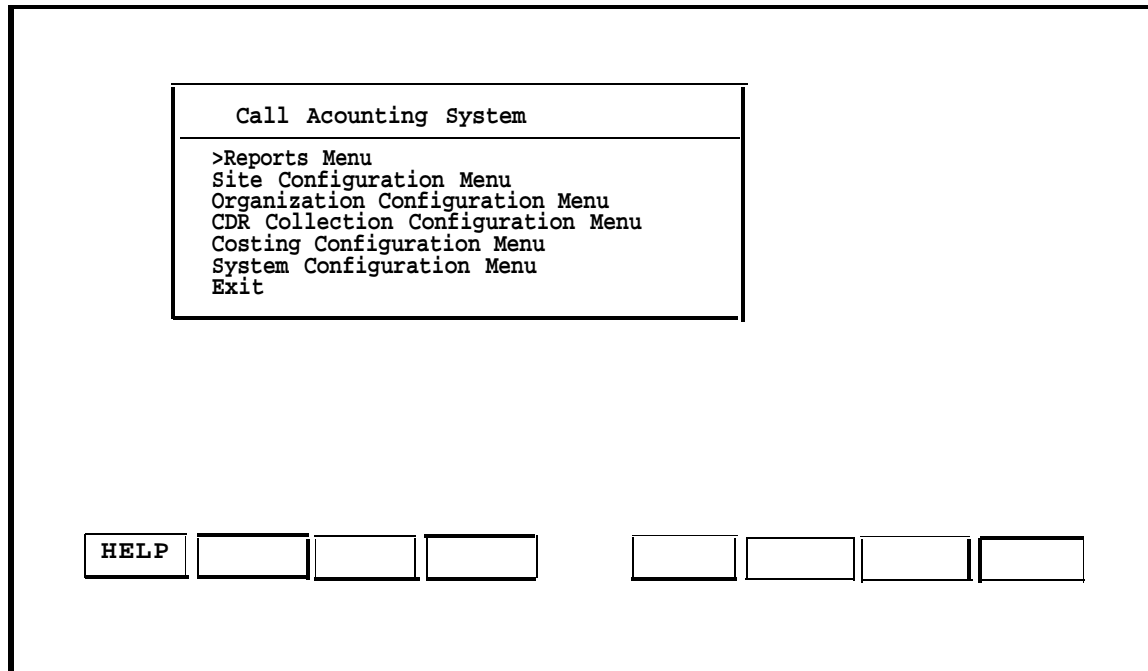 Call Acounting System
>Reports Menu
Site Configuration Menu
Organization Configuration Menu
CDR Collection Configuration Menu
Costing Configuration Menu
System Configuration Menu
Exit
HELP